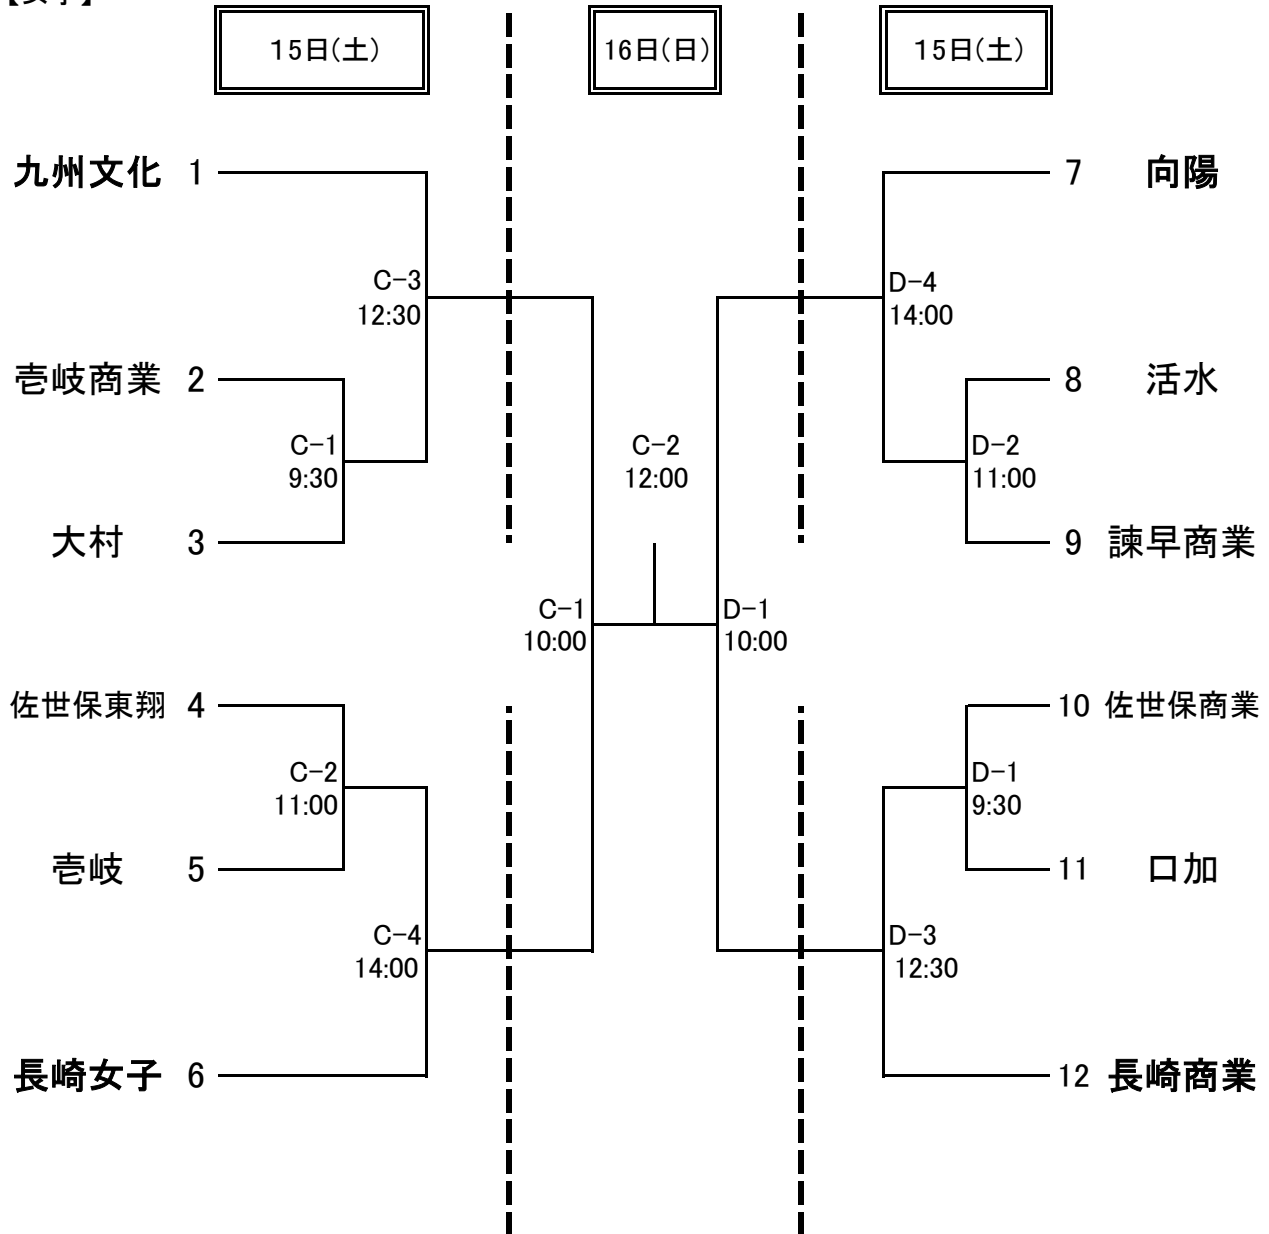 15日(土) 16日(日) 15日(土)
九州文化 1
7 向陽
C-3
12:30
D-4
14:00
壱岐商業 2
8 活水
C-1
9:30
C-2
12:00
D-2
11:00
大村 3
9 諫早商業
C-1
10:00
D-1
10:00
佐世保東翔 4
10 佐世保商業
C-2
11:00
D-1
9:30
壱岐 5
11 口加
C-4
14:00
D-3
12:30
長崎女子 6
12 長崎商業